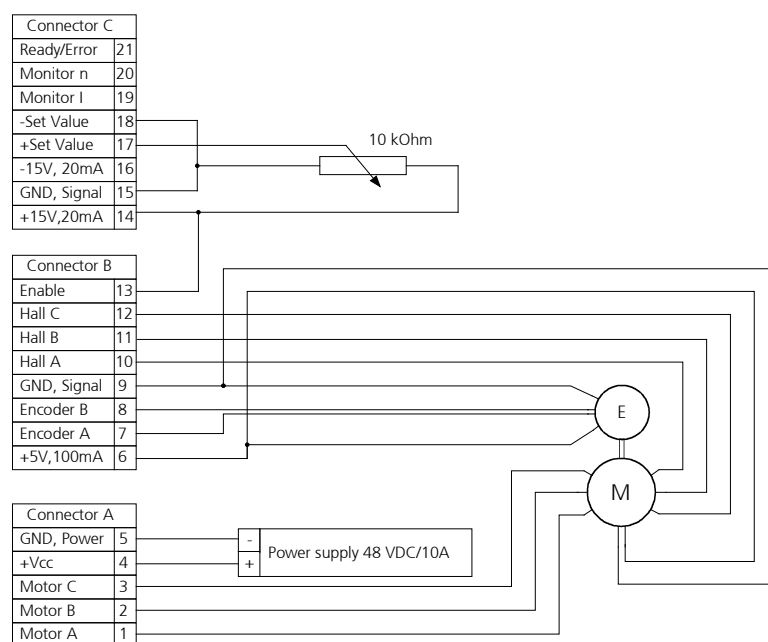 Connector C
Ready/Error 21
Monitor n 20
Monitor I 19
-Set Value 18
+Set Value 17
10 kOhm
-15V, 20mA 16
GND, Signal 15
+15V,20mA 14
Connector B
Enable 13
Hall C 12
Hall B 11
Hall A 10
GND, Signal 9
Encoder B 8
E
Encoder A 7
+5V,100mA 6
M
Connector A
GND, Power 5
-
Power supply 48 VDC/10A
+Vcc 4
+
Motor C 3
Motor B 2
Motor A 1